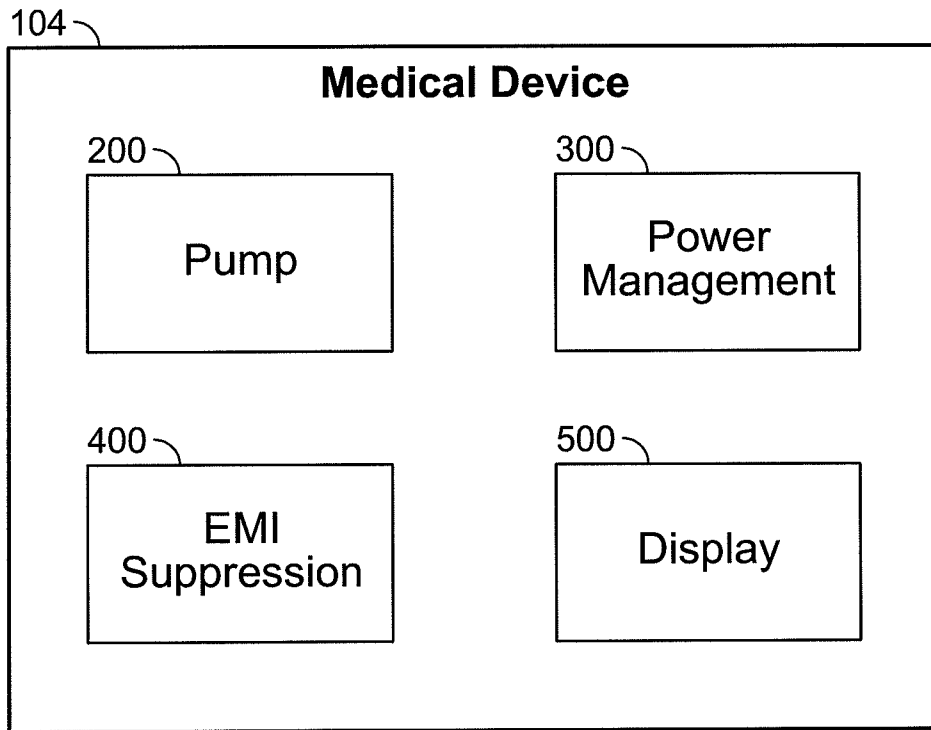 104
Medical Device
200
300
Pump
Power
Management
400
500
EMI
Suppression
Display